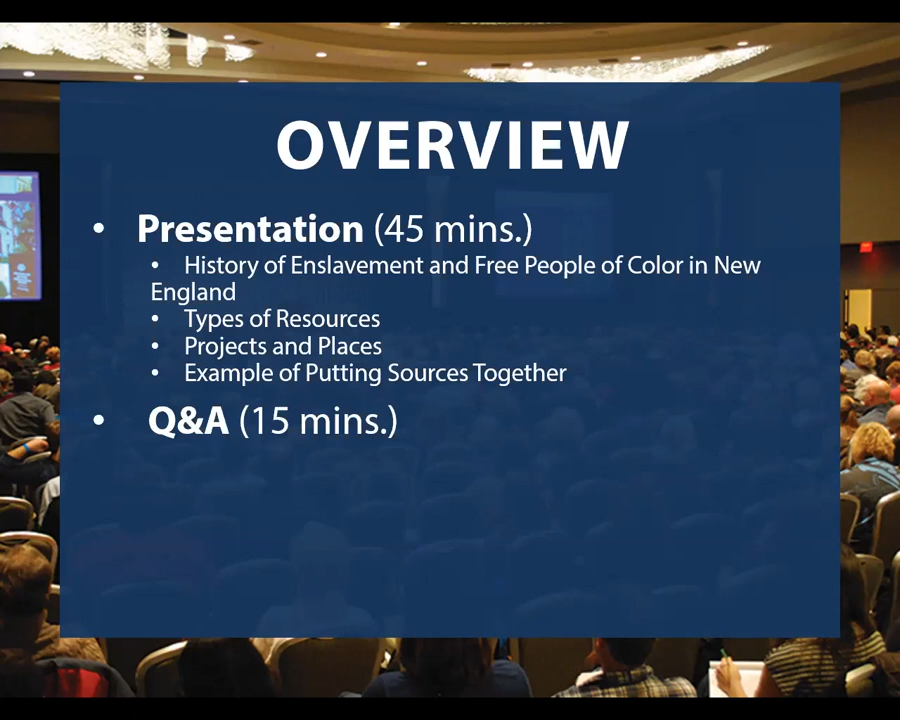 OVERVIEW
• Presentation (45 mins.)
• History of Enslavement and Free People of Color in New
England
• Types of Resources
• Projects and Places
• Example of Putting Sources Together
• Q&A (15 mins.)